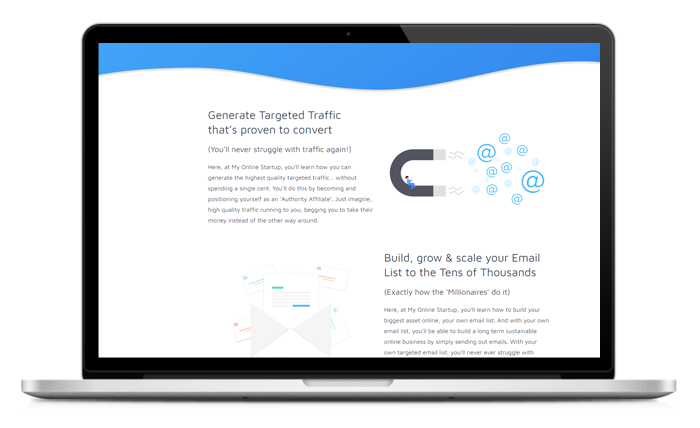 Generate Targeted Traffic
that's proven to convert
(You'll never struggle with traffic again!)
Here, at My Online Startup, you'll learn how you can
generate the highest quality targeted traffic... without
spending a single cent. You'll do this by becoming and
positioning yourself as an 'Authority Affiliate'. Just imagine,
high quality traffic running to you, begging you to take their
money instead of the other way around.
Build, grow & scale your Email
List to the Tens of Thousands
(Exactly how the 'Millionaires' do it)
Here, at My Online Startup, you'll learn how to build your
biggest asset online, your own email list. And with your own
email list, you'll be able to build a long term sustainable
online business by simply sending out emails. With your
own targeted email list, you'll never ever struggle with